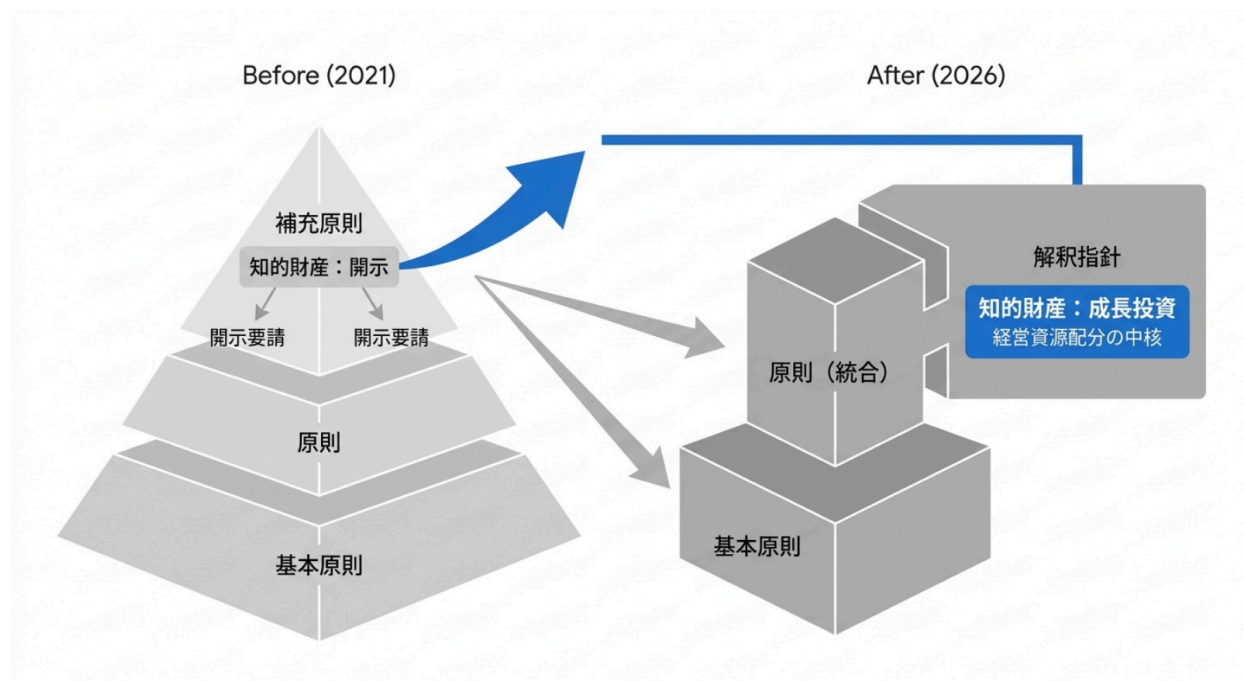 Before (2021)
補充原則
知的財産：開示
開示要請
開示要請
原則
基本原則
After (2026)
解釈指針
知的財産：成長投資
経営資源配分の中核
原則（統合）
基本原則